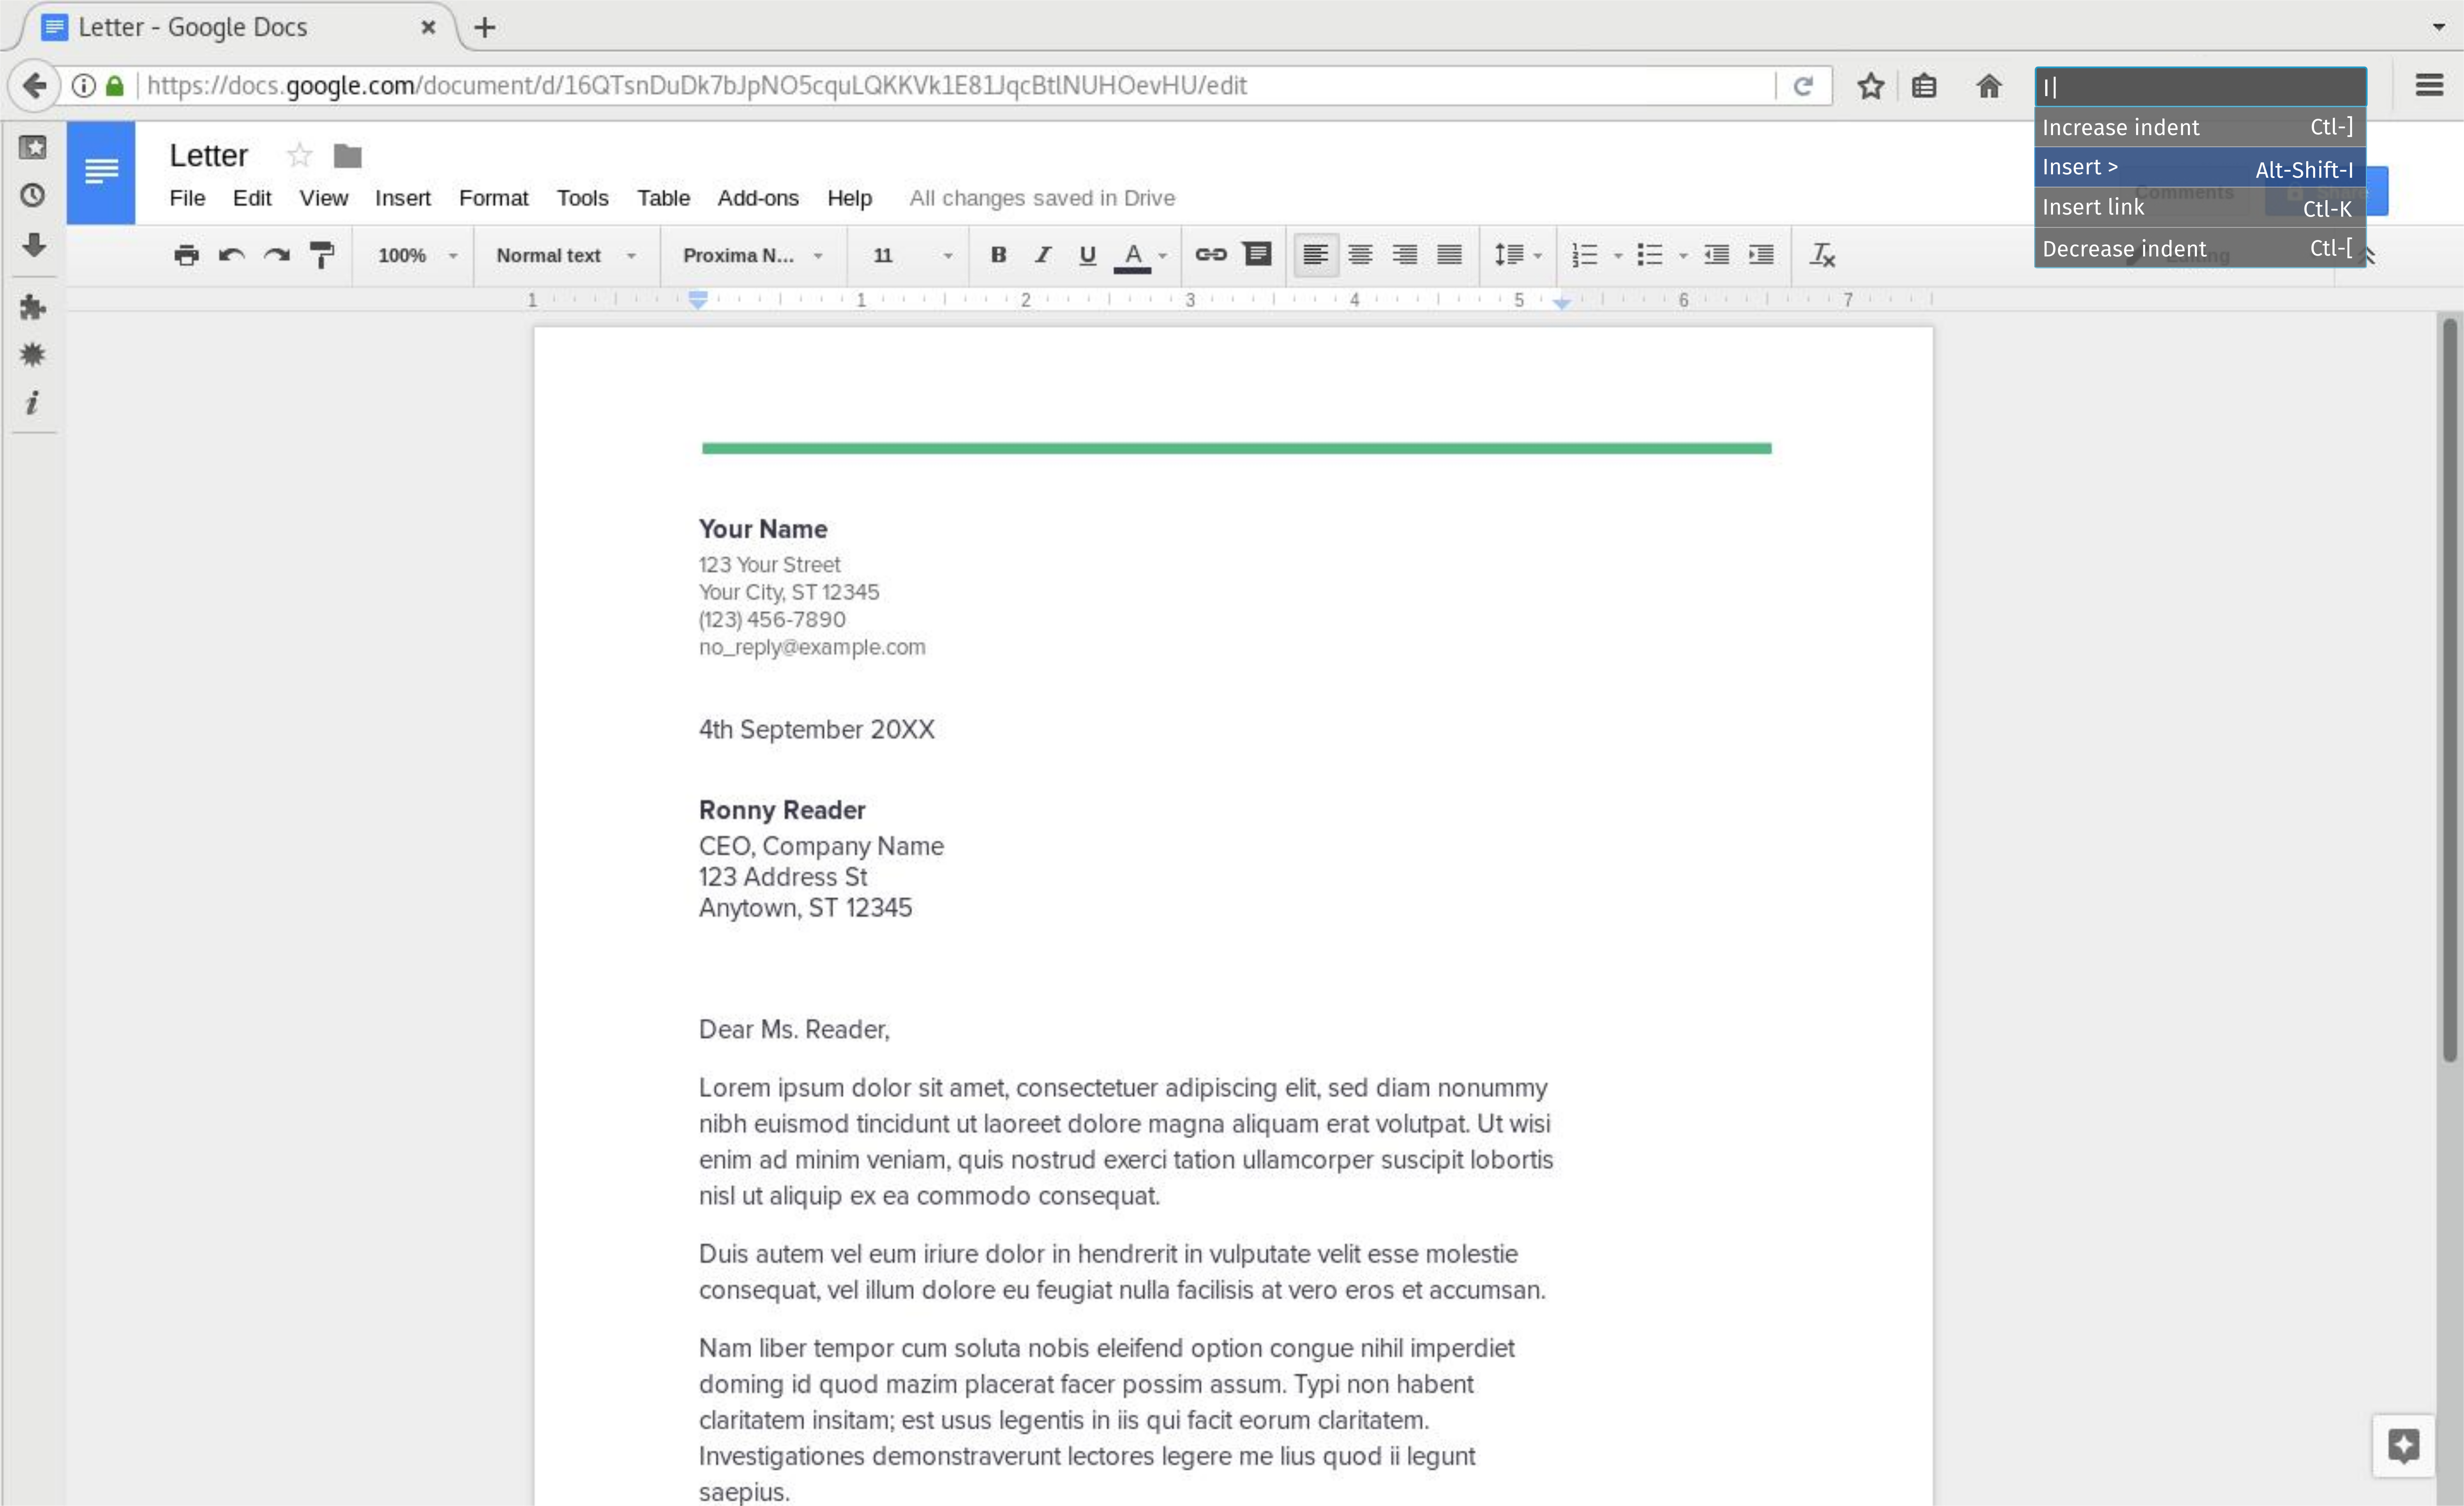 Letter - Google Docs
https://docs.google.com/document/d/16QTsnDuDk7bJpNO5cquLQKKVk1E81JqcBtlNUHOevHU/edit
I
Increase indent Ctl-]
Insert > Alt-Shift-I
Insert link Ctl-K
Decrease indent Ctl-[
Letter
File Edit View Insert Format Tools Table Add-ons Help All changes saved in Drive
Comments
100% Normal text Proxima N... 11 B I U A
1 1 2 3 4 5 6 7
Your Name
123 Your Street
Your City, ST 12345
(123) 456-7890
no_reply@example.com
4th September 20XX
Ronny Reader
CEO, Company Name
123 Address St
Anytown, ST 12345
Dear Ms. Reader,
Lorem ipsum dolor sit amet, consectetuer adipiscing elit, sed diam nonummy
nibh euismod tincidunt ut laoreet dolore magna aliquam erat volutpat. Ut wisi
enim ad minim veniam, quis nostrud exerci tation ullamcorper suscipit lobortis
nisl ut aliquip ex ea commodo consequat.
Duis autem vel eum iriure dolor in hendrerit in vulputate velit esse molestie
consequat, vel illum dolore eu feugiat nulla facilisis at vero eros et accumsan.
Nam liber tempor cum soluta nobis eleifend option congue nihil imperdiet
doming id quod mazim placerat facer possim assum. Typi non habent
claritatem insitam; est usus legentis in iis qui facit eorum claritatem.
Investigationes demonstraverunt lectores legere me lius quod ii legunt
saepius.